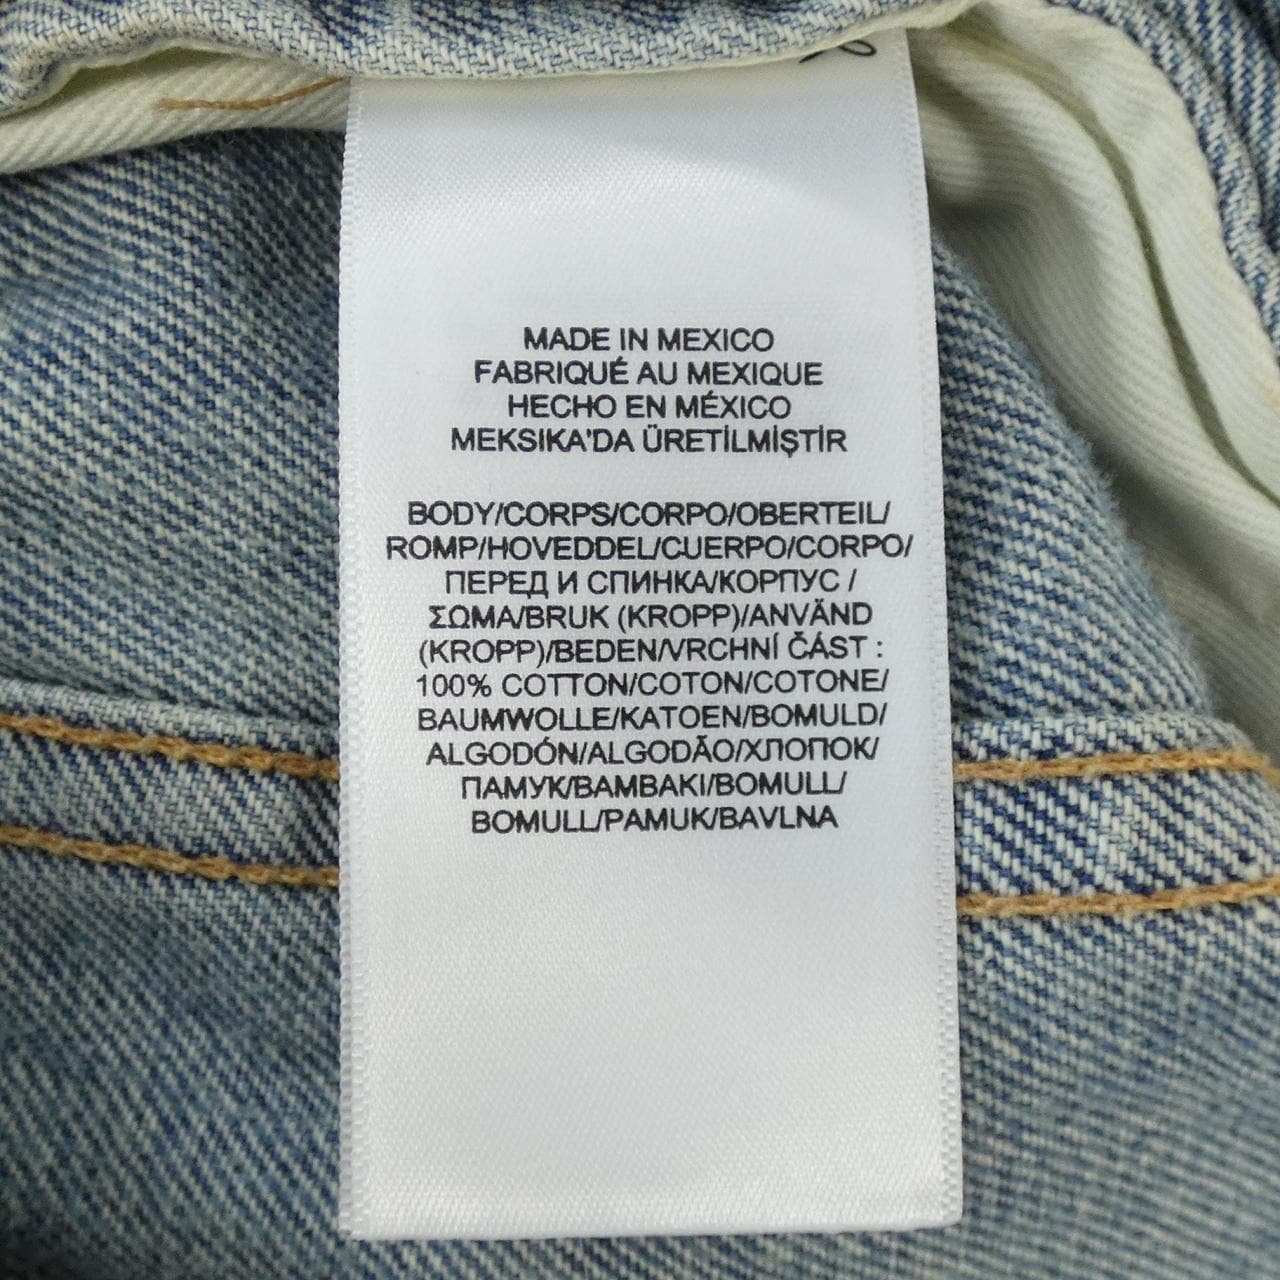 MADE IN MEXICO
FABRIQUÉ AU MEXIQUE
HECHO EN MÉXICO
MEKSIKA'DA ÜRETİLMİŞTİR
BODY/CORPS/CORPO/OBERTEIL/
ROMP/HOVEDDEL/CUERPO/CORPO/
ПЕРЕД И СПИНКА/КОРПУС /
ΣΩΜΑ/BRUK (KROPP)/ANVÄND
(KROPP)/BEDEN/VRCHNÍ ČÁST :
100% COTTON/COTON/COTONE/
BAUMWOLLE/KATOEN/BOMULD/
ALGODÓN/ALGODÃO/ХЛОПОК/
ПАМУК/ΒΑΜΒΑΚΙ/BOMULL/
BOMULL/PAMUK/BAVLNA